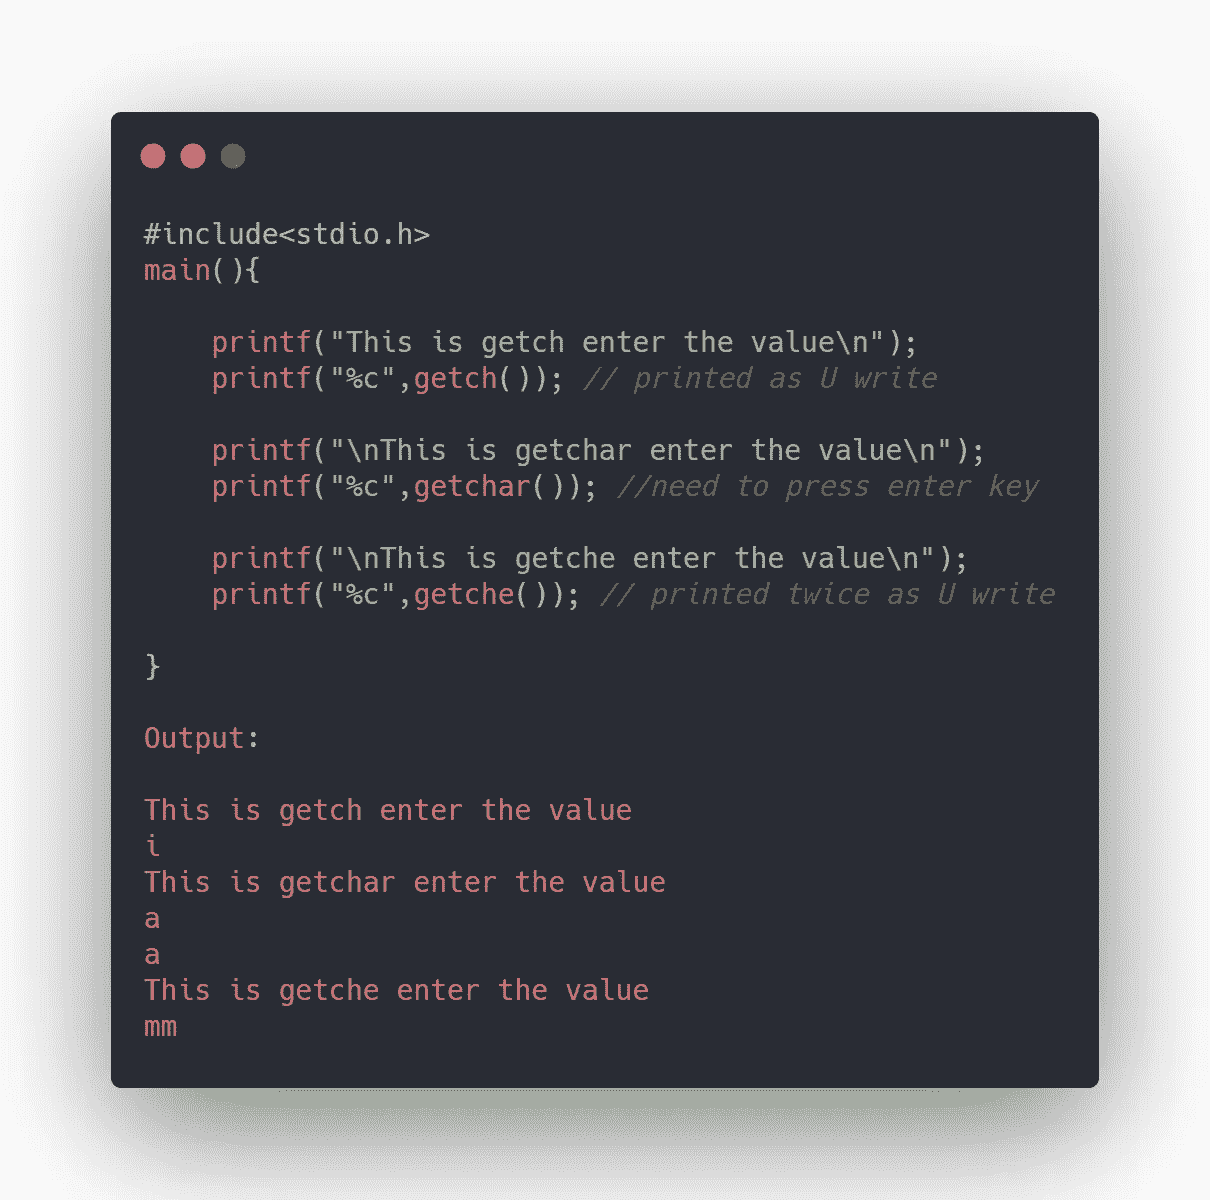 #include<stdio.h>
main(){
    printf("This is getch enter the value\n");
    printf("%c",getch()); // printed as U write
    printf("\nThis is getchar enter the value\n");
    printf("%c",getchar()); //need to press enter key
    printf("\nThis is getche enter the value\n");
    printf("%c",getche()); // printed twice as U write
}
Output:
This is getch enter the value
i
This is getchar enter the value
a
a
This is getche enter the value
mm